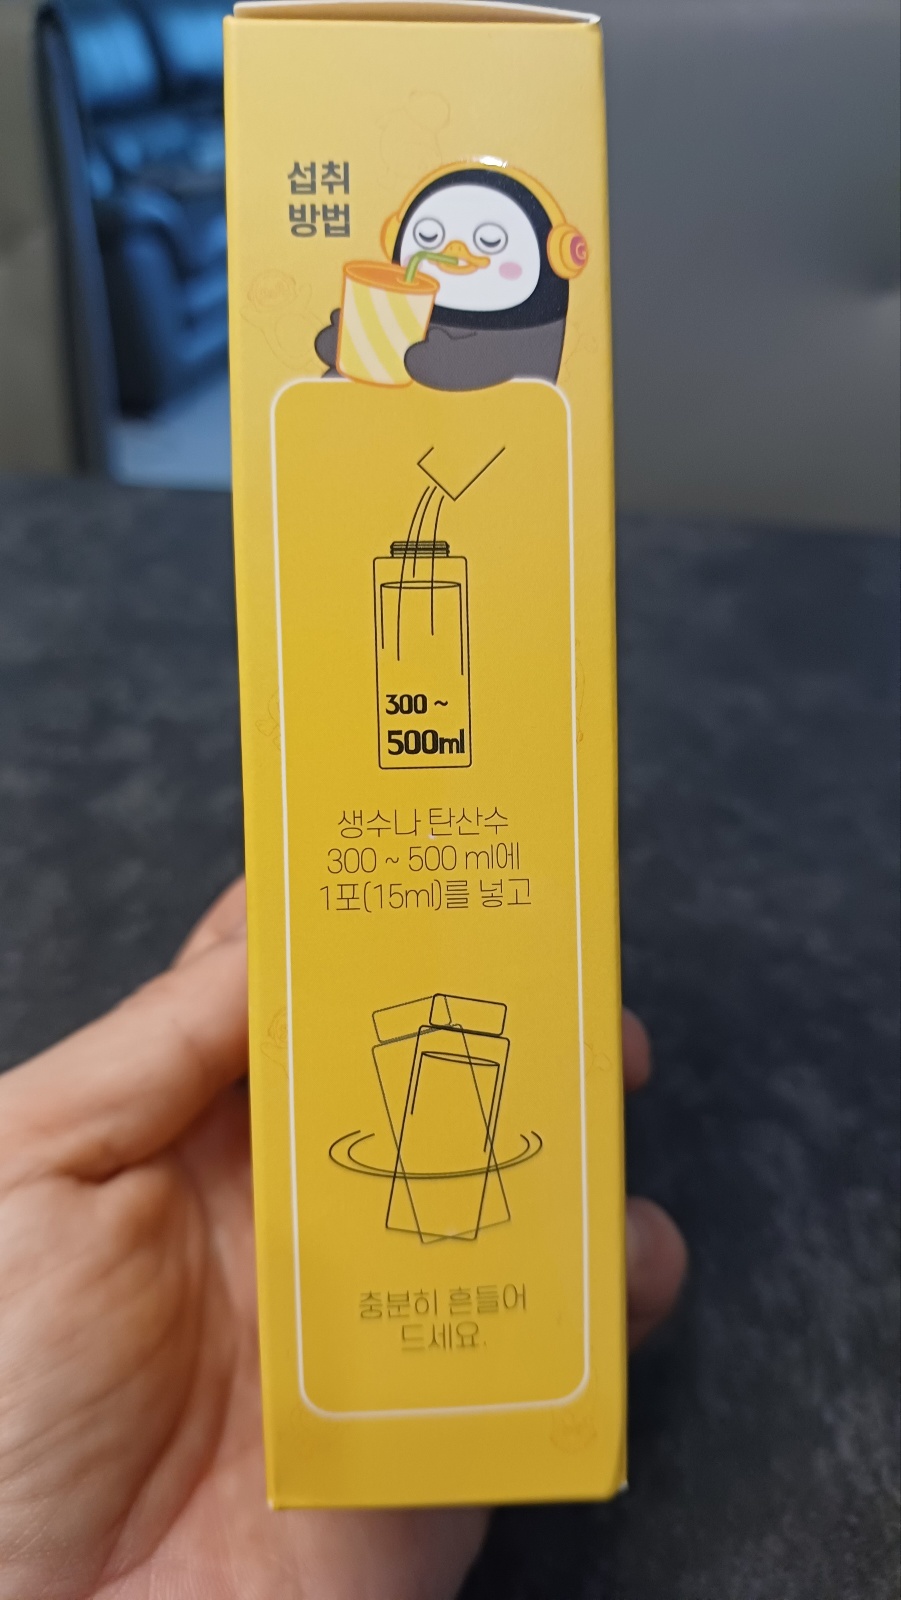 섭취
방법
300 ~
500ml
생수나 탄산수
300 ~ 500 ml에
1포(15ml)를 넣고
충분히 흔들어
드세요.